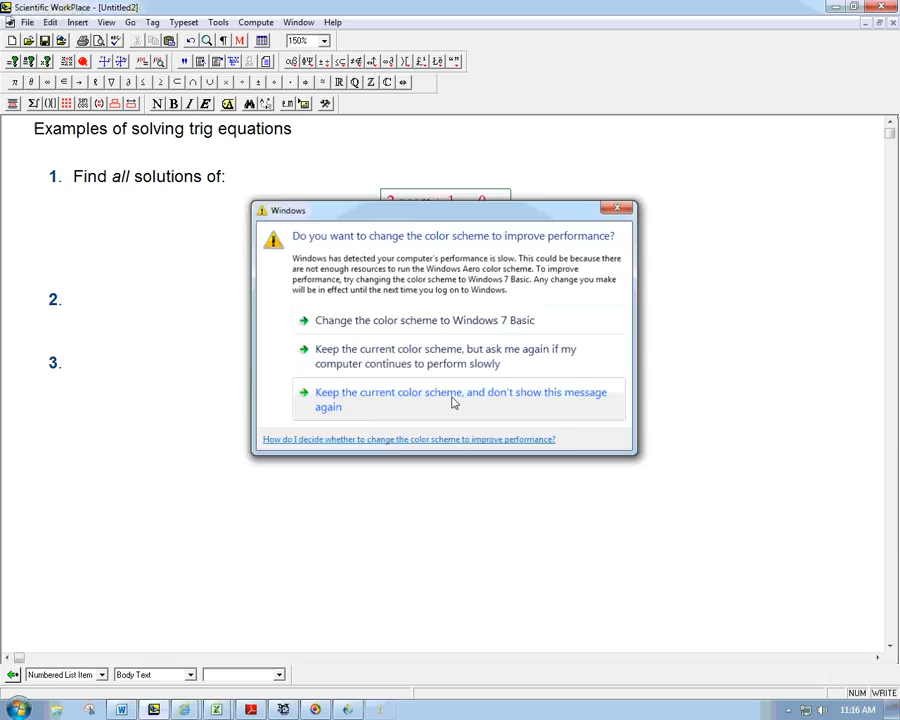 Scientific WorkPlace - [Untitled2]
File Edit Insert View Go Tag Typeset Tools Compute Window Help
150%
N B I E
Examples of solving trig equations
1. Find all solutions of:
Windows
Do you want to change the color scheme to improve performance?
Windows has detected your computer's performance is slow. This could be because there
are not enough resources to run the Windows Aero color scheme. To improve
performance, try changing the color scheme to Windows 7 Basic. Any change you make
will be in effect until the next time you log on to Windows.
Change the color scheme to Windows 7 Basic
2.
Keep the current color scheme, but ask me again if my
computer continues to perform slowly
3.
Keep the current color scheme, and don't show this message
again
How do I decide whether to change the color scheme to improve performance?
Numbered List Item Body Text
NUM WRITE
11:16 AM